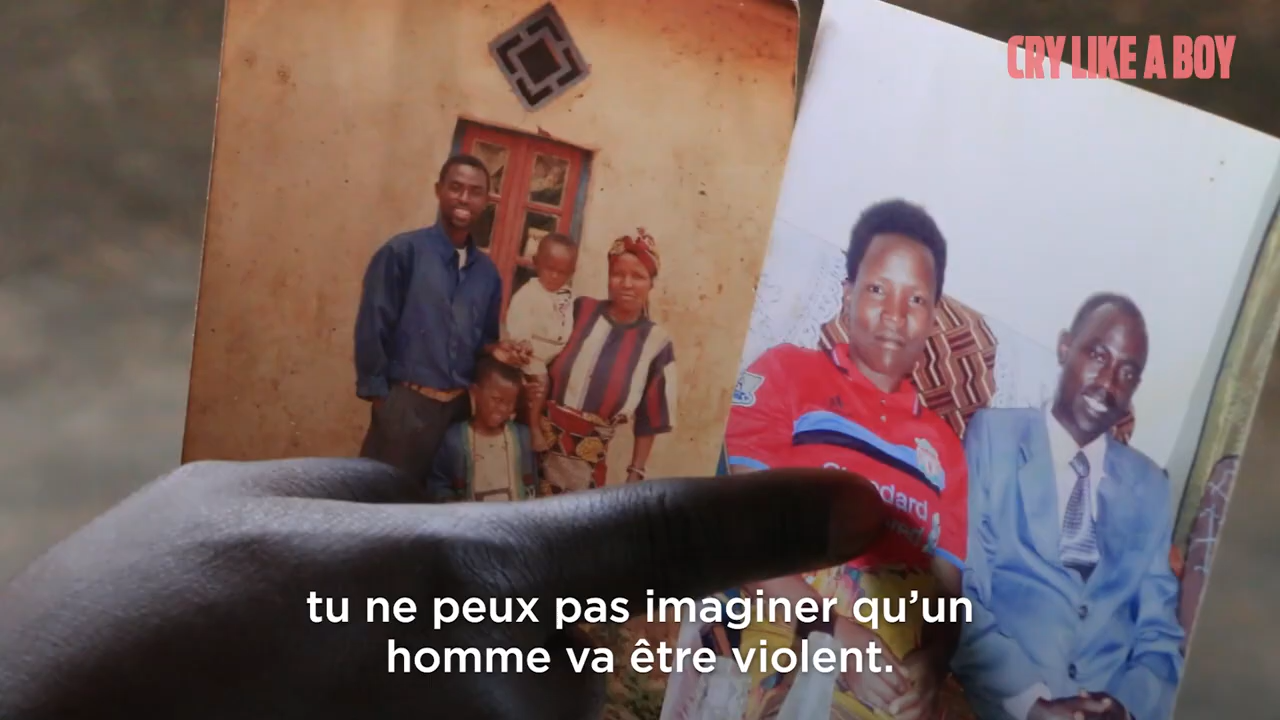 CRY LIKE A BOY
tu ne peux pas imaginer qu’un
homme va être violent.